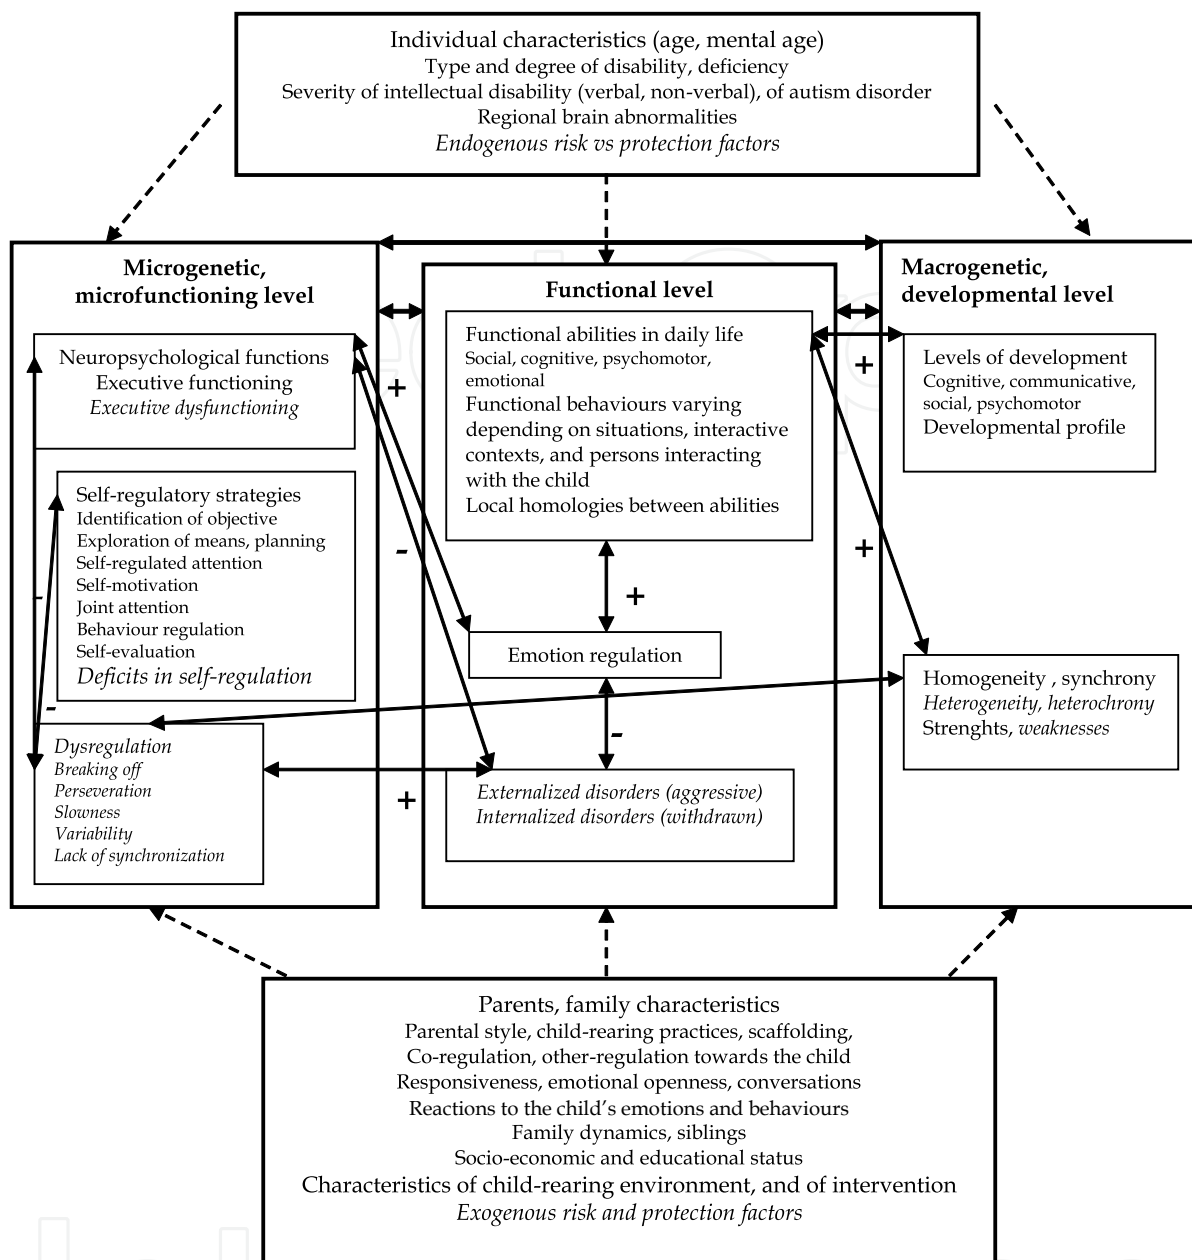 Individual characteristics (age, mental age)
Type and degree of disability, deficiency
Severity of intellectual disability (verbal, non-verbal), of autism disorder
Regional brain abnormalities
Endogenous risk vs protection factors
Microgenetic,
microfunctioning level
Neuropsychological functions
Executive functioning
Executive dysfunctioning
Self-regulatory strategies
Identification of objective
Exploration of means, planning
Self-regulated attention
Self-motivation
Joint attention
Behaviour regulation
Self-evaluation
Deficits in self-regulation
-
-
Dysregulation
Breaking off
Perseveration
Slowness
Variability
Lack of synchronization
+
-
+
Functional level
Functional abilities in daily life
Social, cognitive, psychomotor,
emotional
Functional behaviours varying
depending on situations, interactive
contexts, and persons interacting
with the child
Local homologies between abilities
+
Emotion regulation
-
Externalized disorders (aggressive)
Internalized disorders (withdrawn)
+
+
Macrogenetic,
developmental level
Levels of development
Cognitive, communicative,
social, psychomotor
Developmental profile
Homogeneity , synchrony
Heterogeneity, heterochrony
Strenghts, weaknesses
Parents, family characteristics
Parental style, child-rearing practices, scaffolding,
Co-regulation, other-regulation towards the child
Responsiveness, emotional openness, conversations
Reactions to the child's emotions and behaviours
Family dynamics, siblings
Socio-economic and educational status
Characteristics of child-rearing environment, and of intervention
Exogenous risk and protection factors